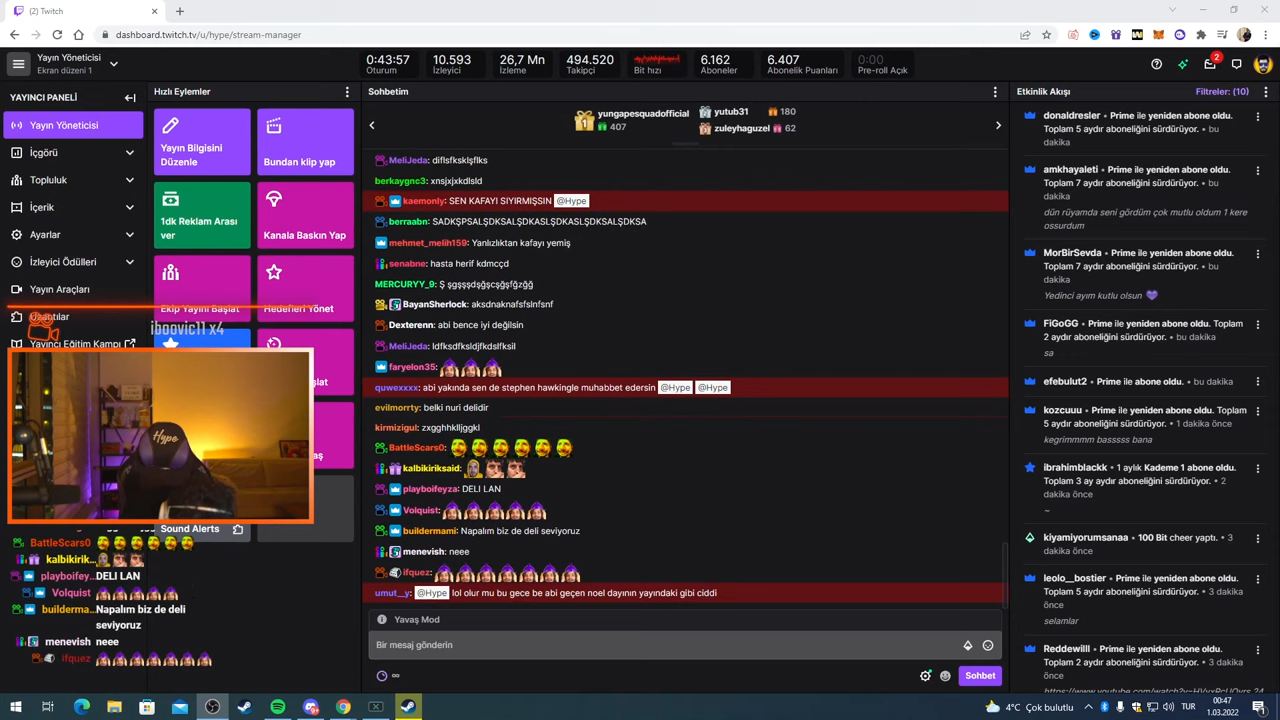 (2) Twitch
dashboard.twitch.tv/u/hype/stream-manager
Yayın Yöneticisi
Ekran düzeni 1
0:43:57
Oturum
10.593
İzleyici
26,7 Mn
İzleme
494.520
Takipçi
Bit hızı
6.162
Aboneler
6.407
Abonelik Puanları
0:00
Pre-roll Açık
2
YAYINCI PANELİ
Yayın Yöneticisi
İçgörü
Topluluk
İçerik
Ayarlar
İzleyici Ödülleri
Yayın Araçları
Uzantılar
Yayıncı Eğitim Kampı
iboovic11 x4
Hype
Hızlı Eylemler
Yayın Bilgisini
Düzenle
Bundan klip yap
1dk Reklam Arası
ver
Kanala Baskın Yap
Ekip Yayını Başlat
Hedefleri Yönet
Sound Alerts
BattleScars0
kalbikirik...
playboifey...
DELI LAN
Volquist
builderma...
Napalım biz de deli
seviyoruz
menevish
neee
ifquez
Sohbetim
1
yungapesquadofficial
407
yutub31
180
zuleyhaguzel
62
MeliJeda: diflsfksklşflks
berkaygnc3: xnsjxjxkdlsld
kaemonly: SEN KAFAYI SIYIRMIŞSIN @Hype
berraabn: SADKŞPSALŞDKSALŞDKASLŞDKASLŞDKSALŞDKSA
mehmet_melih159: Yanlızlıktan kafayı yemiş
senabne: hasta herif kdmccd
MERCURYY_9: Ş şgşşşdşğşçşğşfğzğğ
BayanSherlock: aksdnaknafsfslnfsnf
Dexterenn: abi bence iyi değilsin
MeliJeda: ldfksdfksldjfkdslfksil
faryelon35:
quwexxxx: abi yakında sen de stephen hawkingle muhabbet edersin @Hype @Hype
evilmorrty: belki nuri delidir
kirmizigul: zxgghhklljggkl
BattleScars0:
kalbikiriksaid:
playboifeyza: DELI LAN
Volquist:
buildermami: Napalım biz de deli seviyoruz
menevish: neee
ifquez:
umut__y: @Hype lol olur mu bu gece be abi geçen noel dayının yayındaki gibi ciddi
Yavaş Mod
Bir mesaj gönderin
Sohbet
Etkinlik Akışı
Filtreler: (10)
donaldresler • Prime ile yeniden abone oldu.
Toplam 5 aydır aboneliğini sürdürüyor. • bu
dakika
amkhayaleti • Prime ile yeniden abone oldu.
Toplam 7 aydır aboneliğini sürdürüyor. • bu
dakika
dün rüyamda seni gördüm çok mutlu oldum 1 kere
ossurdum
MorBirSevda • Prime ile yeniden abone oldu.
Toplam 7 aydır aboneliğini sürdürüyor. • bu
dakika
Yedinci ayım kutlu olsun
FiGoGG • Prime ile yeniden abone oldu. Toplam
2 aydır aboneliğini sürdürüyor. • bu dakika
sa
efebulut2 • Prime ile abone oldu. • bu dakika
kozcuuu • Prime ile yeniden abone oldu. Toplam
5 aydır aboneliğini sürdürüyor. • 1 dakika önce
kegrimmmm basssss bana
ibrahimblackk • 1 aylık Kademe 1 abone oldu.
Toplam 3 ay aydır aboneliğini sürdürüyor. • 2
dakika önce
~
kiyamiyorumsanaa • 100 Bit cheer yaptı. • 3
dakika önce
leolo__bostier • Prime ile yeniden abone oldu.
Toplam 5 aydır aboneliğini sürdürüyor. • 3 dakika
önce
selamlar
Reddewilll • Prime ile yeniden abone oldu.
Toplam 2 aydır aboneliğini sürdürüyor. • 3 dakika
önce
4°C Çok bulutlu
TUR
00:47
1.03.2022